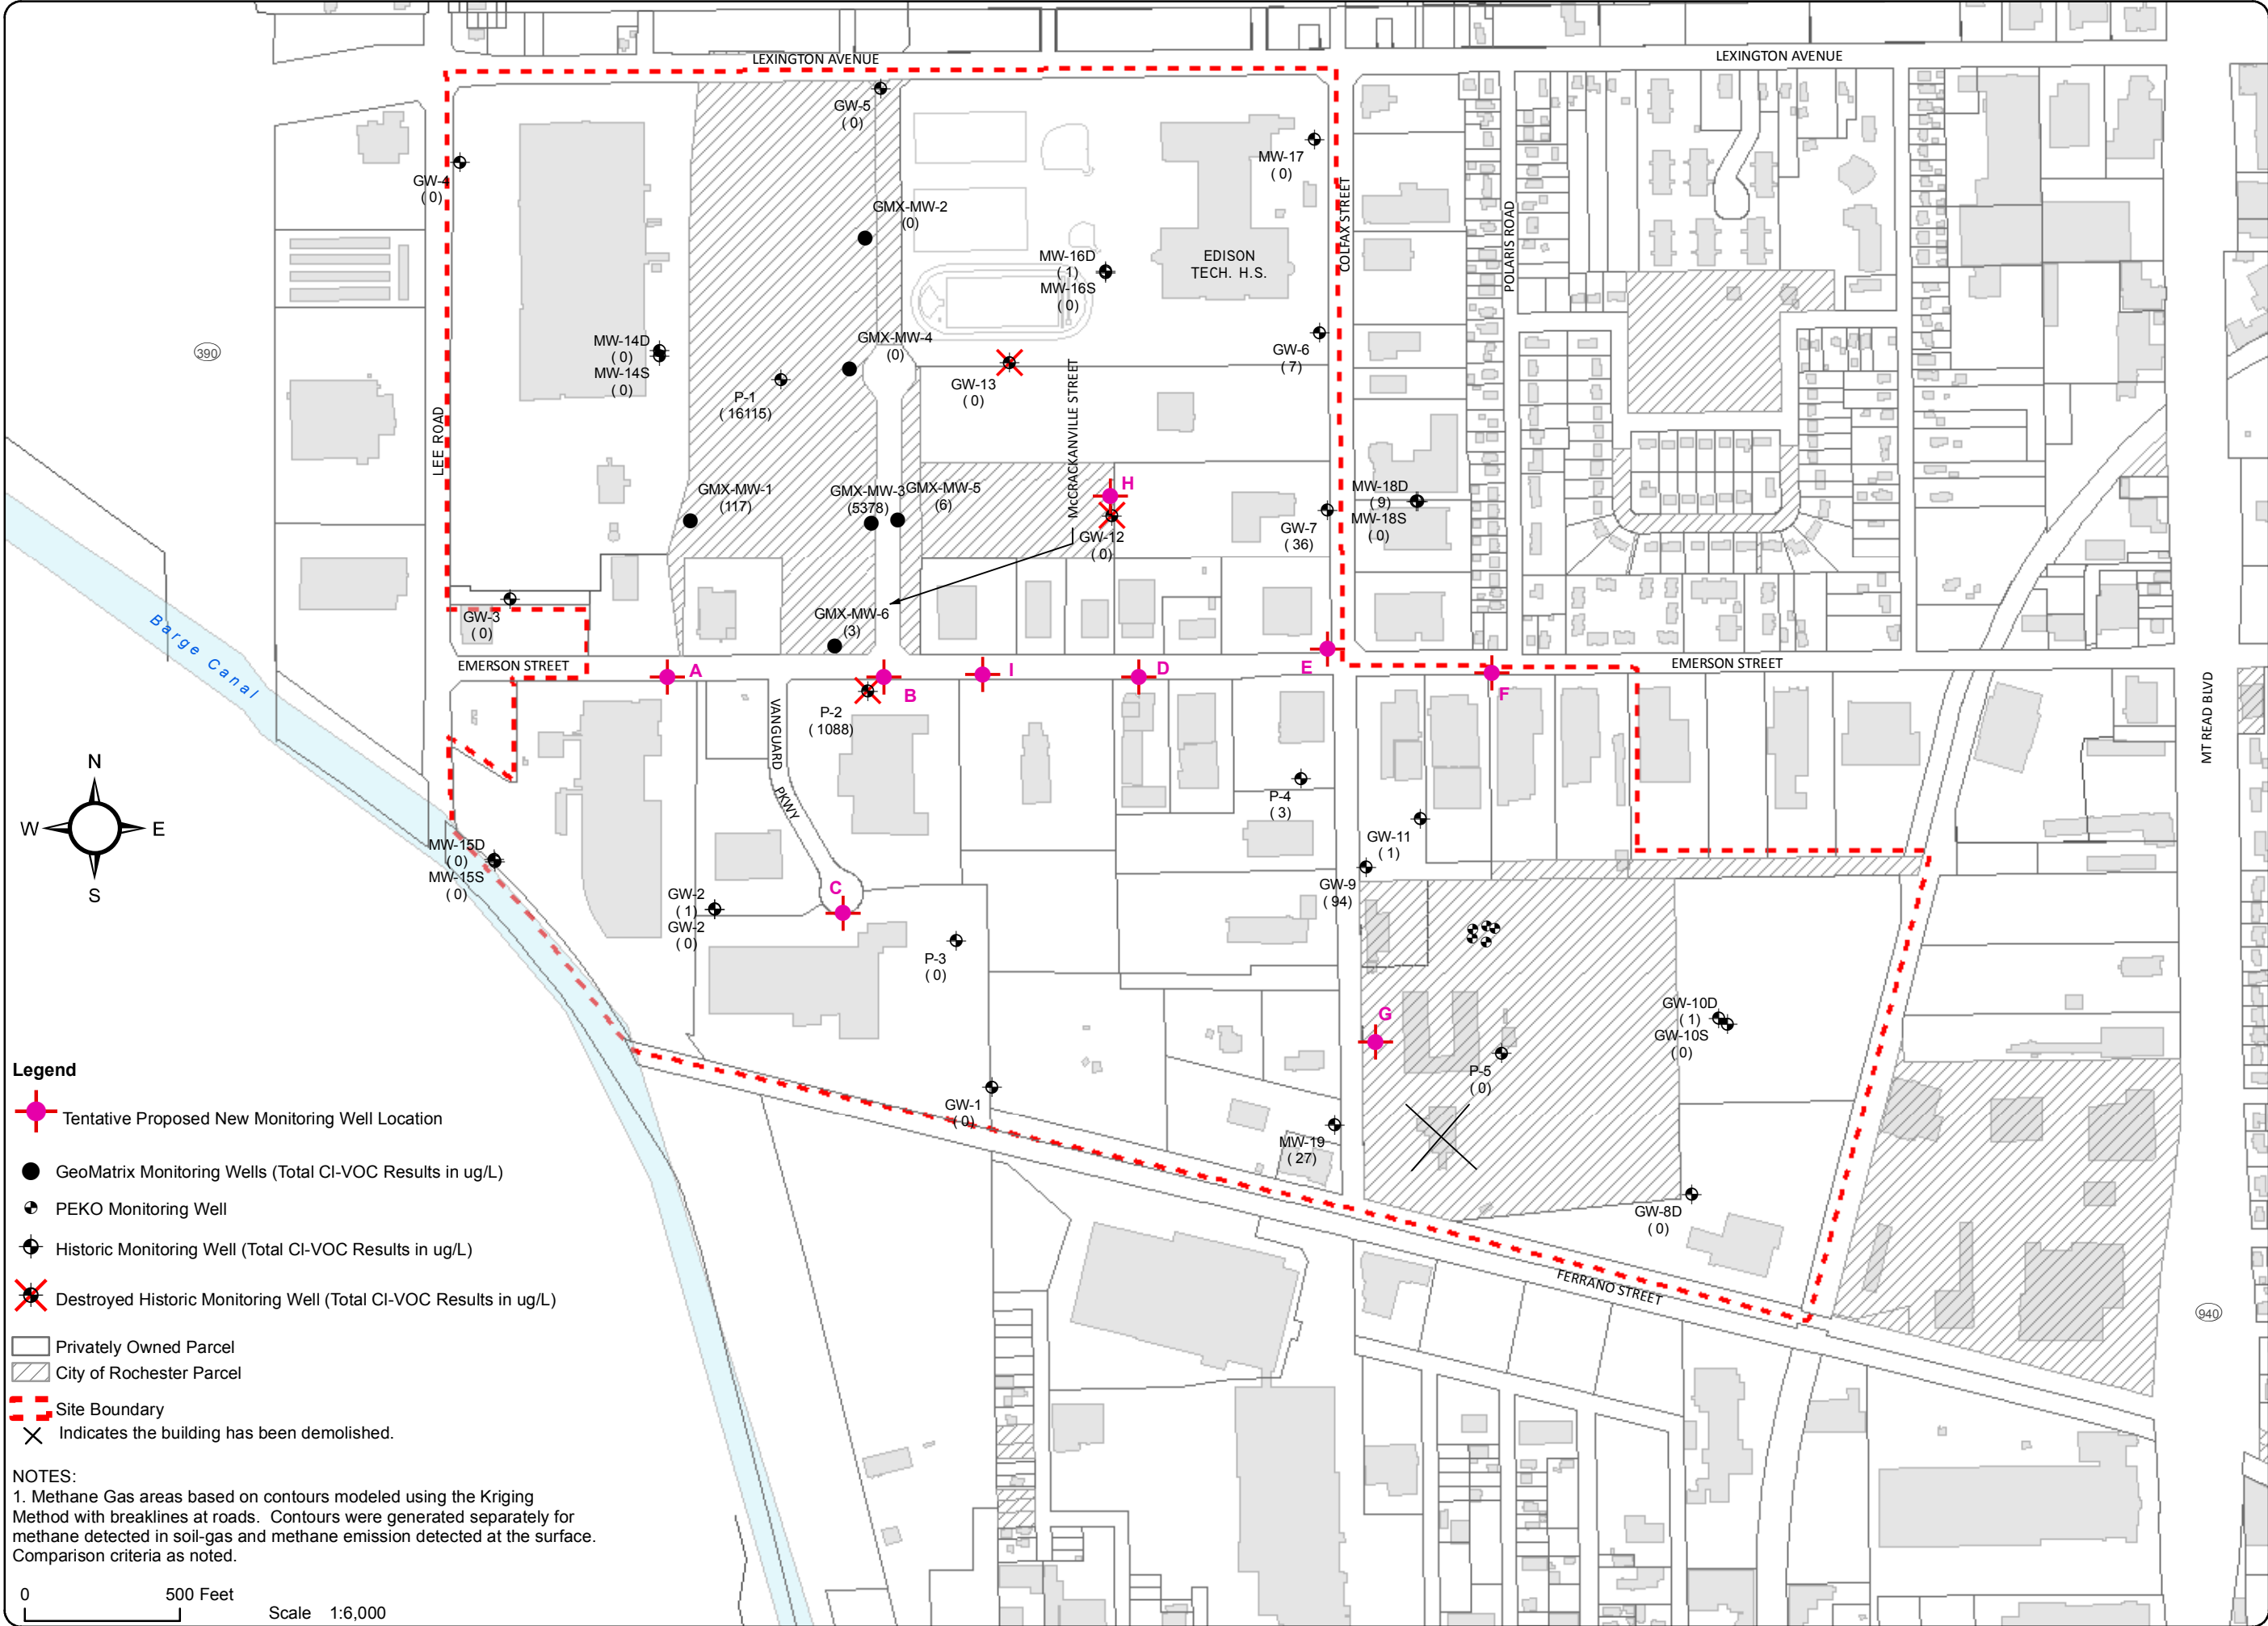 LEXINGTON AVENUE
LEXINGTON AVENUE
GW-5
( 0)
MW-17
( 0)
GW-4
( 0)
GMX-MW-2
(0)
COLFAX STREET
POLARIS ROAD
MW-16D
( 1)
MW-16S
( 0)
EDISON
TECH. H.S.
390
MW-14D
( 0)
MW-14S
( 0)
GMX-MW-4
(0)
GW-6
( 7)
GW-13
( 0)
P-1
( 16115)
LEE ROAD
McCRACKANVILLE STREET
GMX-MW-1
(117)
GMX-MW-3
(5378)
GMX-MW-5
(6)
H
GW-12
( 0)
MW-18D
( 9)
MW-18S
( 0)
GW-7
( 36)
GW-3
( 0)
GMX-MW-6
(3)
Barge Canal
EMERSON STREET
EMERSON STREET
A
B
I
D
E
F
P-2
( 1088)
VANGUARD
PKWY
MT READ BLVD
P-4
( 3)
GW-11
( 1)
N
W
E
S
MW-15D
( 0)
MW-15S
( 0)
GW-2
( 1)
GW-2
( 0)
C
GW-9
( 94)
P-3
( 0)
G
GW-10D
( 1)
GW-10S
( 0)
P-5
( 0)
GW-1
( 0)
MW-19
( 27)
GW-8D
( 0)
FERRANO STREET
940
Legend
Tentative Proposed New Monitoring Well Location
GeoMatrix Monitoring Wells (Total Cl-VOC Results in ug/L)
PEKO Monitoring Well
Historic Monitoring Well (Total Cl-VOC Results in ug/L)
Destroyed Historic Monitoring Well (Total Cl-VOC Results in ug/L)
Privately Owned Parcel
City of Rochester Parcel
Site Boundary
Indicates the building has been demolished.
NOTES:
1. Methane Gas areas based on contours modeled using the Kriging
Method with breaklines at roads.  Contours were generated separately for
methane detected in soil-gas and methane emission detected at the surface.
Comparison criteria as noted.
0 500 Feet
Scale 1:6,000